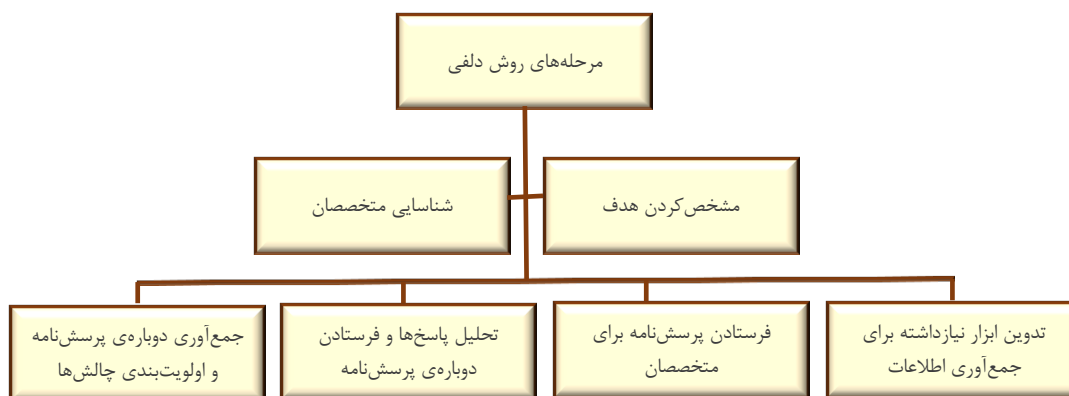 مرحله‌های روش دلفی
مشخص‌کردن هدف
شناسایی متخصصان
تدوین ابزار نیازداشته برای
جمع‌آوری اطلاعات
فرستادن پرسش‌نامه برای
متخصصان
تحلیل پاسخ‌ها و فرستادن
دوباره‌ی پرسش‌نامه
جمع‌آوری دوباره‌ی پرسش‌نامه
و اولویت‌بندی چالش‌ها